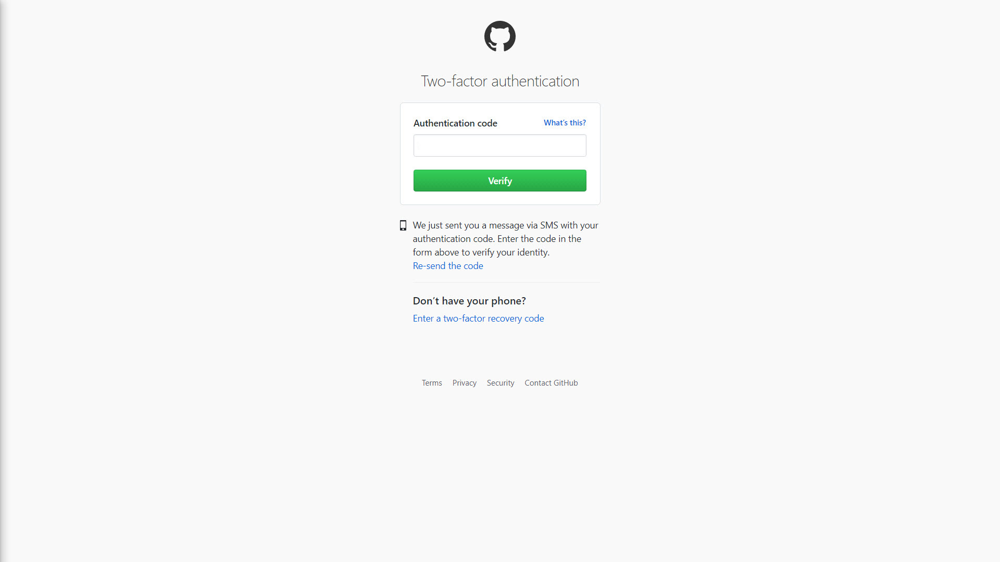 Two-factor authentication
Authentication code What's this?
Verify
We just sent you a message via SMS with your
authentication code. Enter the code in the
form above to verify your identity.
Re-send the code
Don’t have your phone?
Enter a two-factor recovery code
Terms Privacy Security Contact GitHub